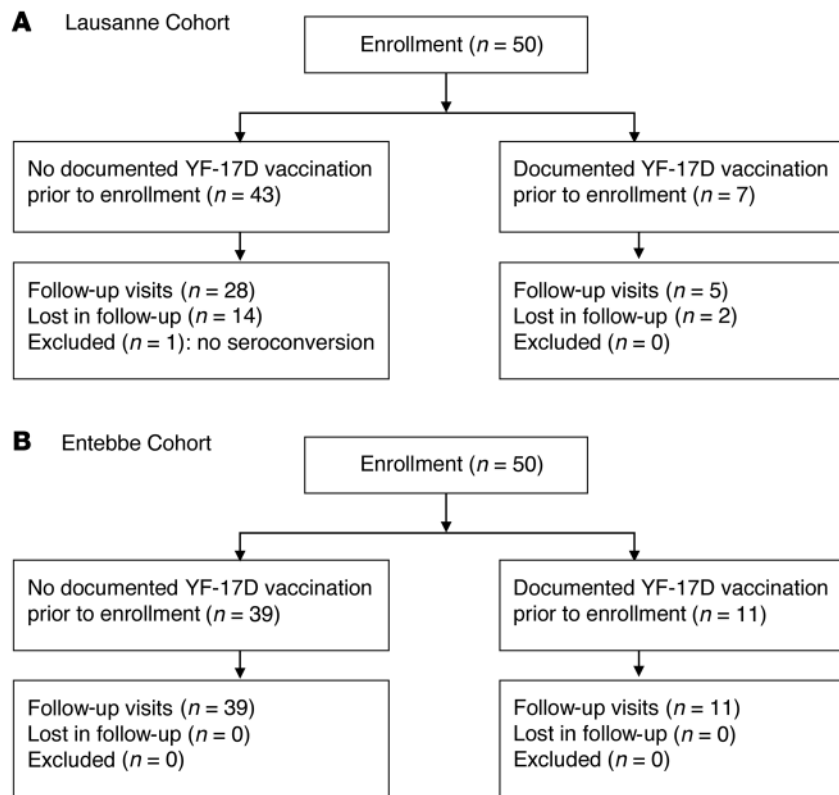 A Lausanne Cohort
Enrollment (n = 50)
No documented YF-17D vaccination
prior to enrollment (n = 43)
Documented YF-17D vaccination
prior to enrollment (n = 7)
Follow-up visits (n = 28)
Lost in follow-up (n = 14)
Excluded (n = 1): no seroconversion
Follow-up visits (n = 5)
Lost in follow-up (n = 2)
Excluded (n = 0)
B Entebbe Cohort
Enrollment (n = 50)
No documented YF-17D vaccination
prior to enrollment (n = 39)
Documented YF-17D vaccination
prior to enrollment (n = 11)
Follow-up visits (n = 39)
Lost in follow-up (n = 0)
Excluded (n = 0)
Follow-up visits (n = 11)
Lost in follow-up (n = 0)
Excluded (n = 0)